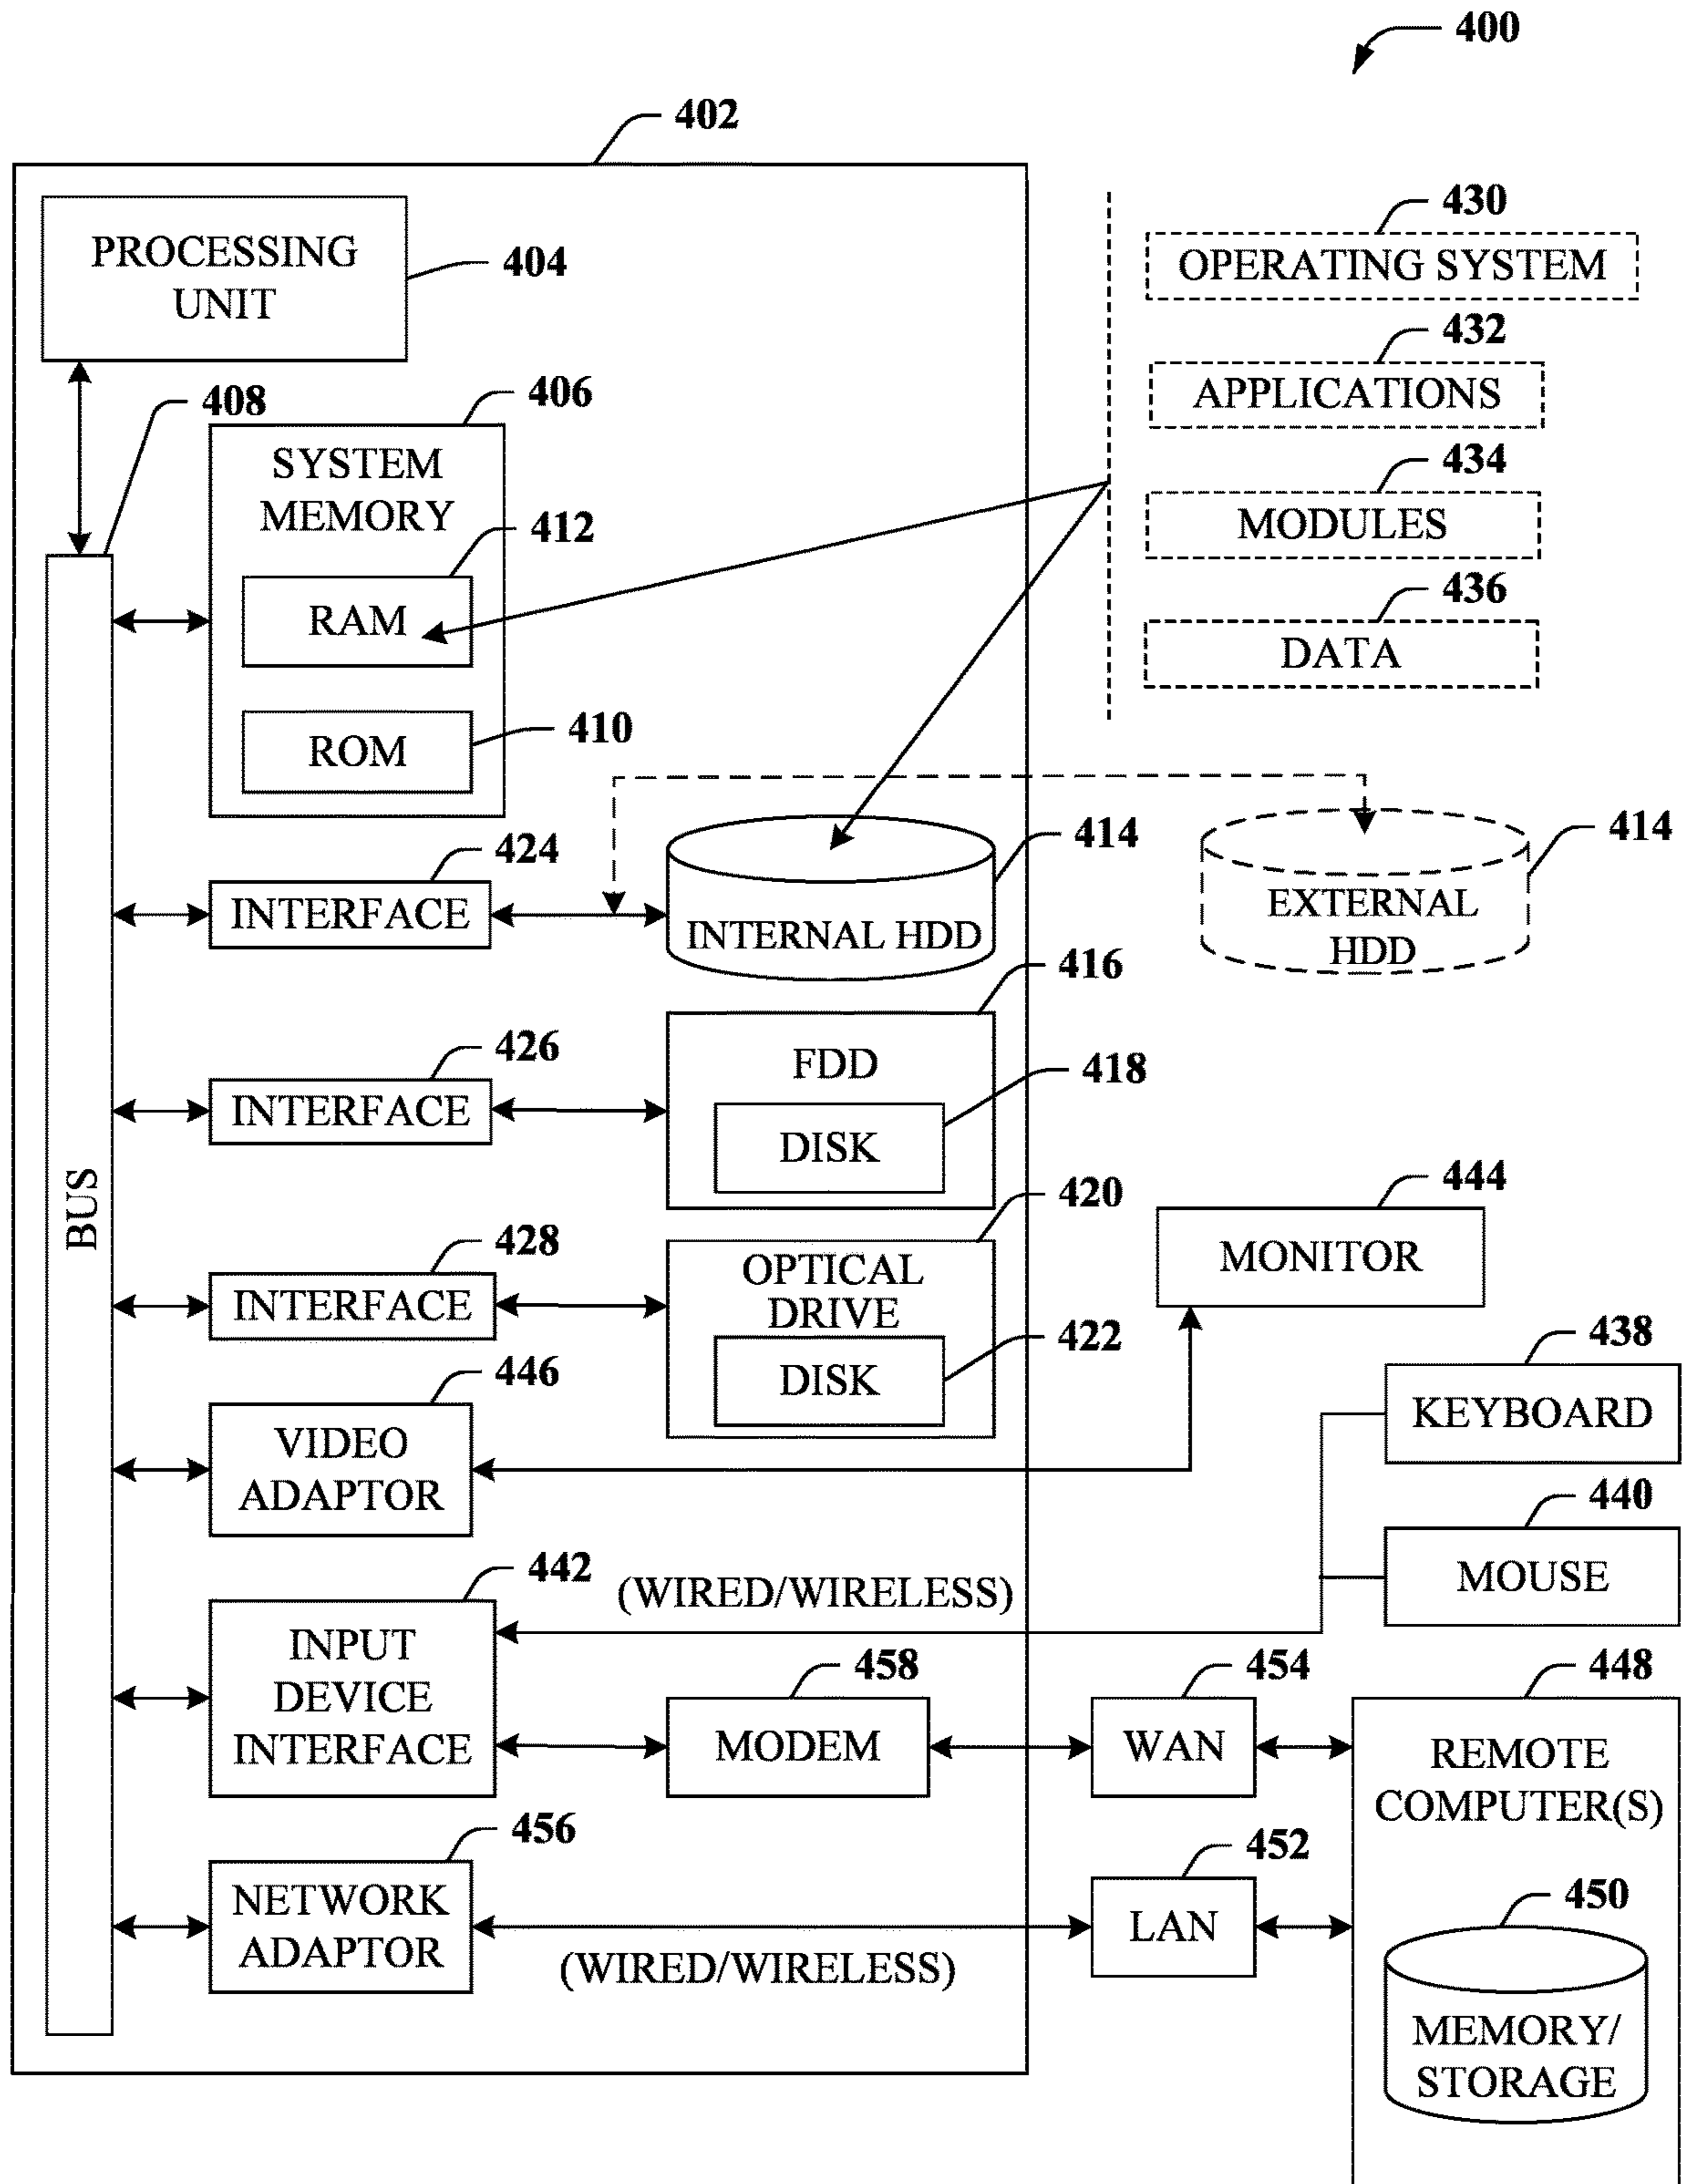 400
402
PROCESSING
UNIT
404
430
OPERATING SYSTEM
432
APPLICATIONS
434
MODULES
436
DATA
408
406
SYSTEM
MEMORY
412
RAM
410
ROM
BUS
424
INTERFACE
414
INTERNAL HDD
414
EXTERNAL
HDD
426
INTERFACE
416
FDD
418
DISK
428
INTERFACE
420
OPTICAL
DRIVE
422
DISK
444
MONITOR
446
VIDEO
ADAPTOR
438
KEYBOARD
440
MOUSE
442
INPUT
DEVICE
INTERFACE
(WIRED/WIRELESS)
458
MODEM
454
WAN
448
REMOTE
COMPUTER(S)
456
NETWORK
ADAPTOR
(WIRED/WIRELESS)
452
LAN
450
MEMORY/
STORAGE